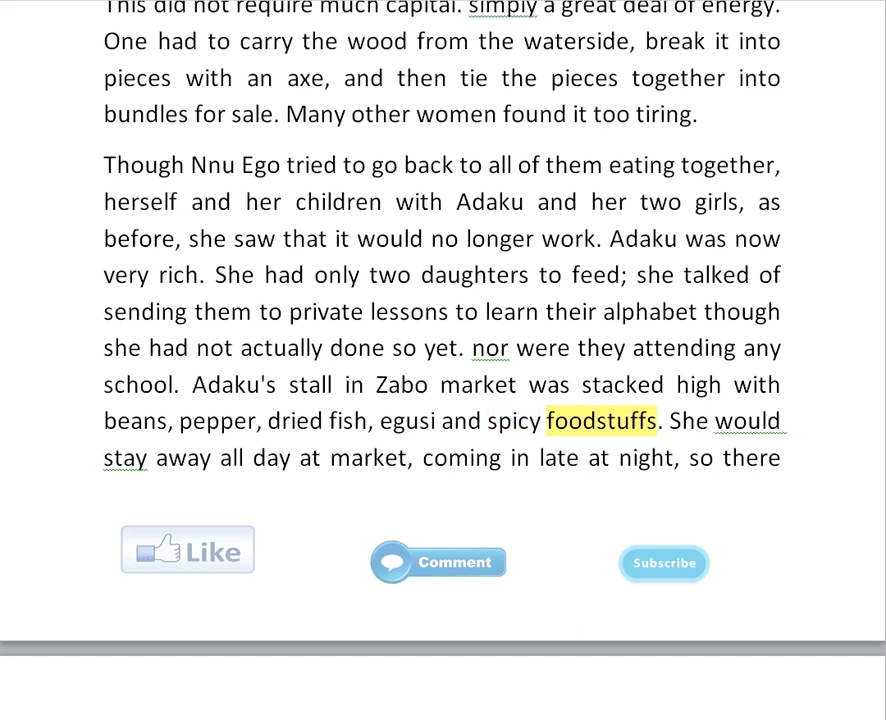 This did not require much capital. simply a great deal of energy.
One had to carry the wood from the waterside, break it into
pieces with an axe, and then tie the pieces together into
bundles for sale. Many other women found it too tiring.
Though Nnu Ego tried to go back to all of them eating together,
herself and her children with Adaku and her two girls, as
before, she saw that it would no longer work. Adaku was now
very rich. She had only two daughters to feed; she talked of
sending them to private lessons to learn their alphabet though
she had not actually done so yet. nor were they attending any
school. Adaku's stall in Zabo market was stacked high with
beans, pepper, dried fish, egusi and spicy foodstuffs. She would
stay away all day at market, coming in late at night, so there
Like
Comment
Subscribe